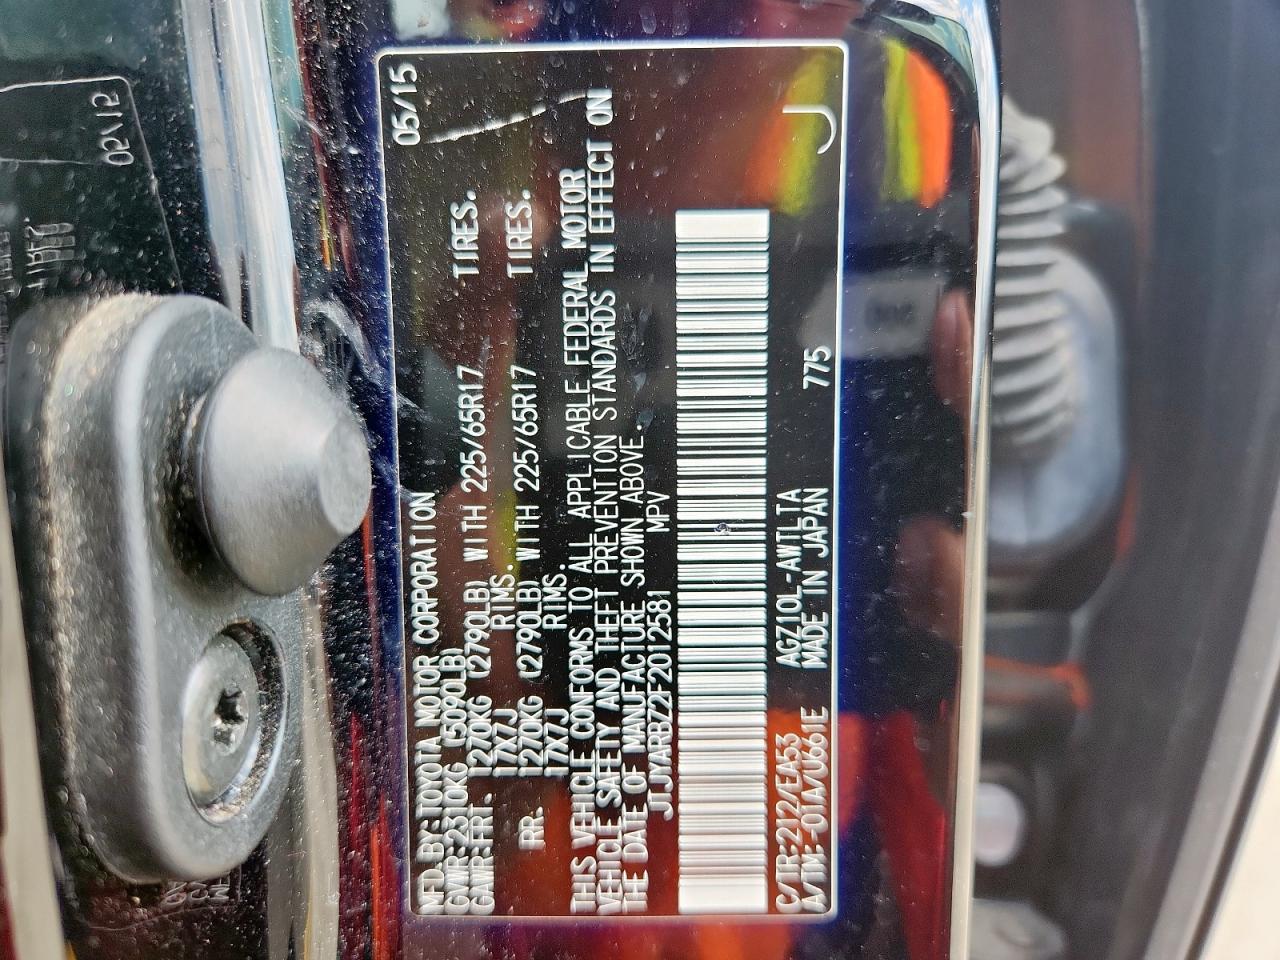 MFD. BY: TOYOTA MOTOR CORPORATION 05/15
GVWR:2310KG (5090LB)
GAWR:FRT. 1270KG (2790LB) WITH 225/65R17 TIRES.
17X7J RIMS.
RR. 1270KG (2790LB) WITH 225/65R17 TIRES.
17X7J RIMS.
THIS VEHICLE CONFORMS TO ALL APPLICABLE FEDERAL MOTOR
VEHICLE SAFETY AND THEFT PREVENTION STANDARDS IN EFFECT ON
THE DATE OF MANUFACTURE SHOWN ABOVE.
JTJYARBZ2F2012581 MPV
C/TR:212/EA53 AGZ10L-AWTLTA 775
A/TM:-01A/U661E MADE IN JAPAN J
02V12